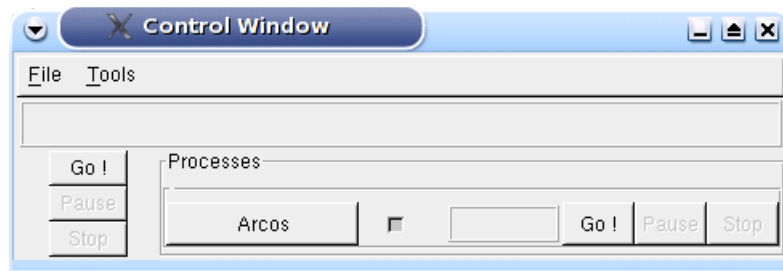 Control Window
File Tools
Go !
Pause
Stop
Processes
Arcos Go ! Pause Stop